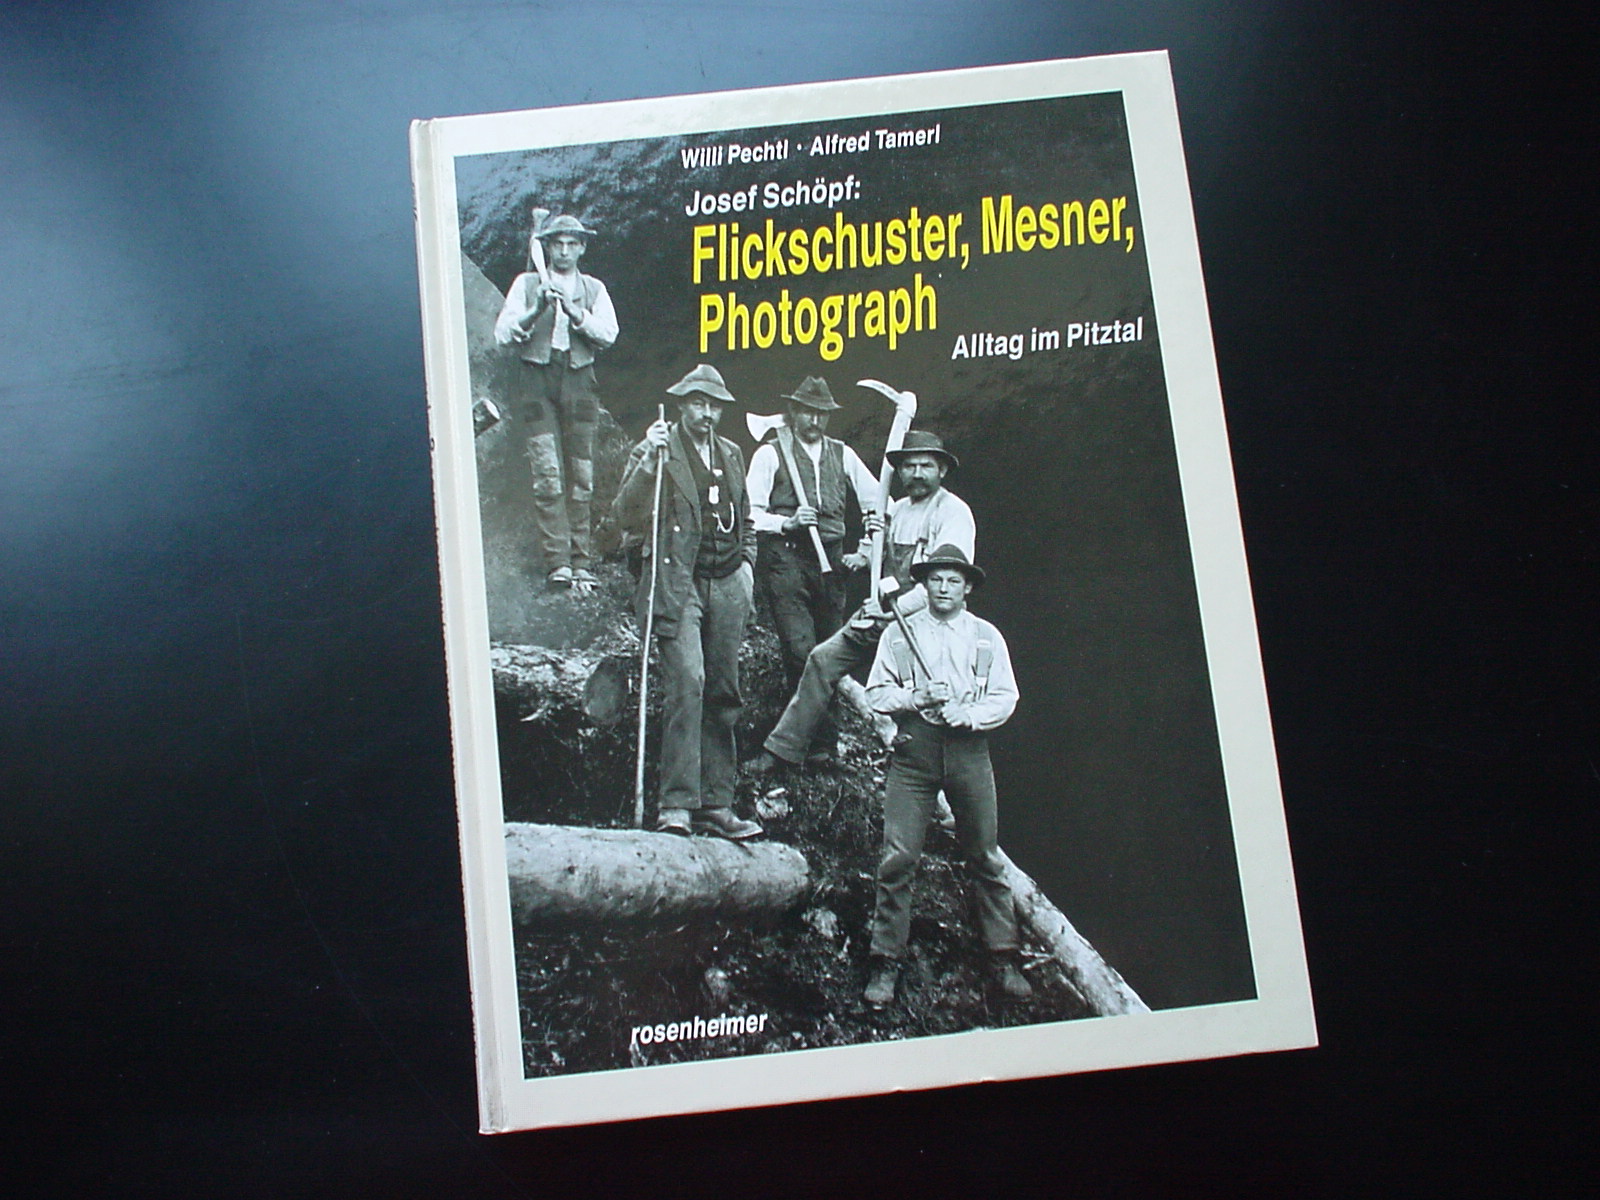 Willi Pechtl · Alfred Tamerl
Josef Schöpf:
Flickschuster, Mesner,
Photograph
Alltag im Pitztal
rosenheimer